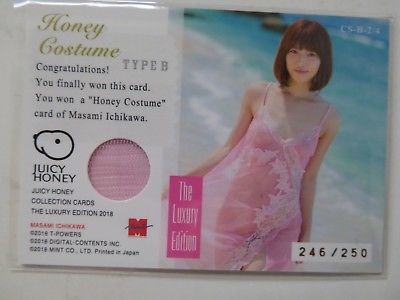 Honey
Costume
TYPE B
CS-B-2/4
Congratulations!
You finally won this card.
You won a "Honey Costume"
card of Masami Ichikawa.
JUICY
HONEY
JUICY HONEY
COLLECTION CARDS
THE LUXURY EDITION 2018
MASAMI ICHIKAWA
©2018 T-POWERS
©2018 DIGITAL-CONTENTS INC.
©2018 MINT CO., LTD. Printed in Japan
The
Luxury
Edition
246/250